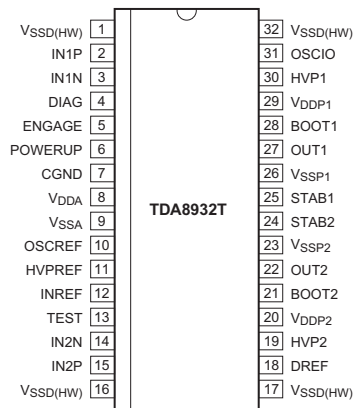 VSSD(HW) 1 32 VSSD(HW)
IN1P 2 31 OSCIO
IN1N 3 30 HVP1
DIAG 4 29 VDDP1
ENGAGE 5 28 BOOT1
POWERUP 6 27 OUT1
CGND 7 26 VSSP1
VDDA 8 25 STAB1
TDA8932T
VSSA 9 24 STAB2
OSCREF 10 23 VSSP2
HVPREF 11 22 OUT2
INREF 12 21 BOOT2
TEST 13 20 VDDP2
IN2N 14 19 HVP2
IN2P 15 18 DREF
VSSD(HW) 16 17 VSSD(HW)